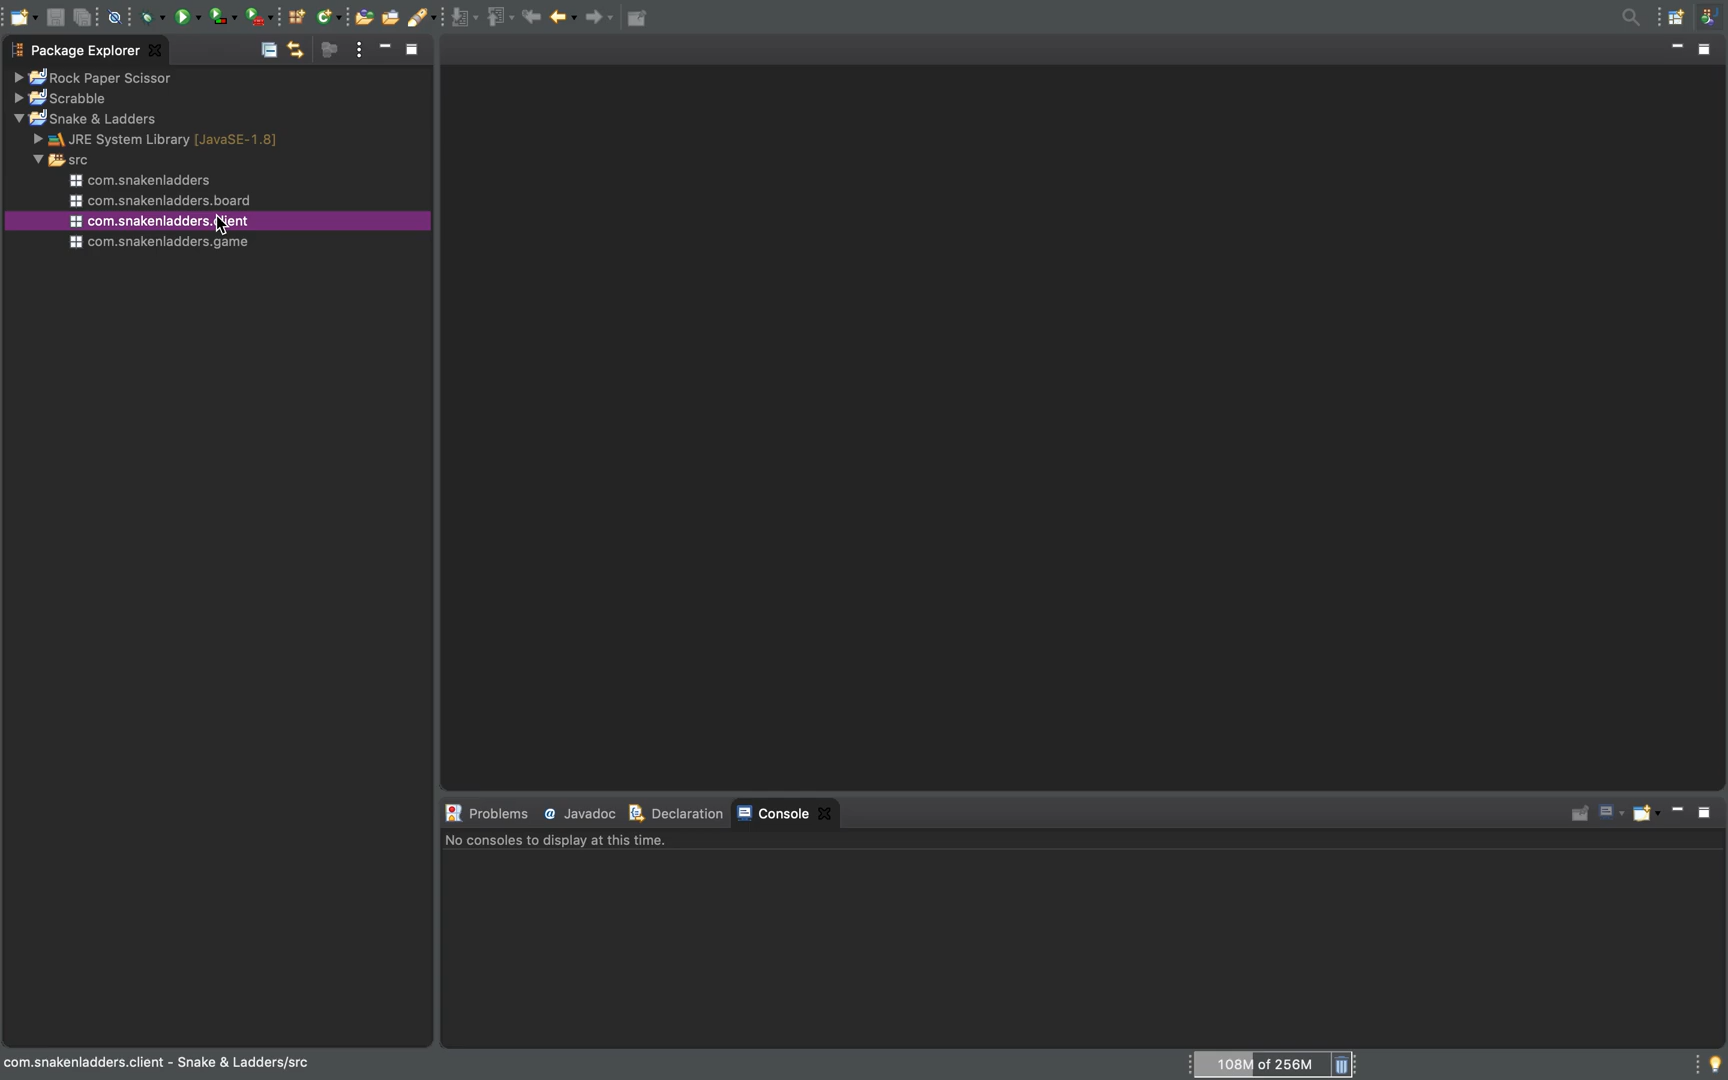 Package Explorer
Rock Paper Scissor
Scrabble
Snake & Ladders
JRE System Library [JavaSE-1.8]
src
com.snakenladders
com.snakenladders.board
com.snakenladders.client
com.snakenladders.game
Problems @ Javadoc Declaration Console
No consoles to display at this time.
com.snakenladders.client - Snake & Ladders/src
108M of 256M